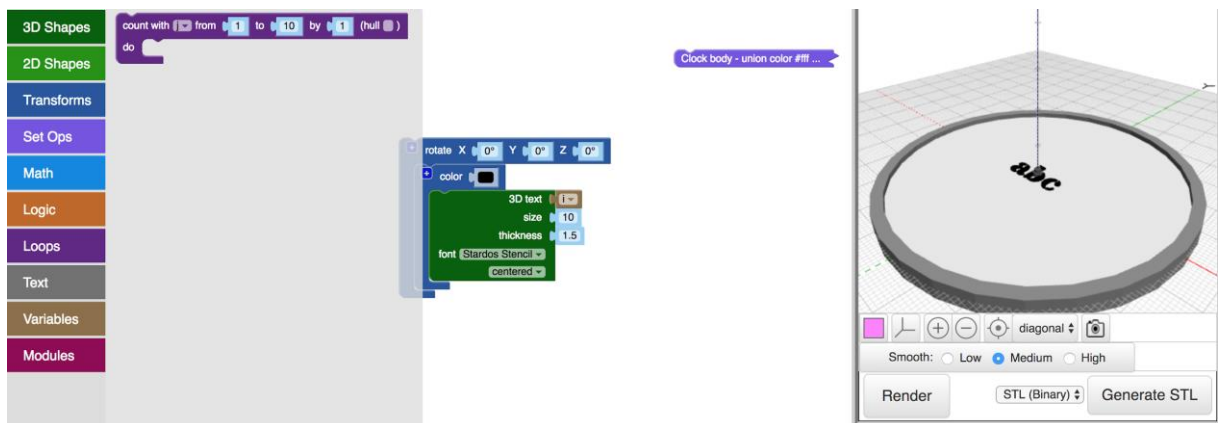 3D Shapes
2D Shapes
Transforms
Set Ops
Math
Logic
Loops
Text
Variables
Modules
count with j from 1 to 10 by 1 (hull )
do
rotate X 0° Y 0° Z 0°
color
3D text i
size 10
thickness 1.5
font Stardos Stencil
centered
Clock body - union color #fff ...
abc
diagonal
Smooth: Low Medium High
Render STL (Binary) Generate STL